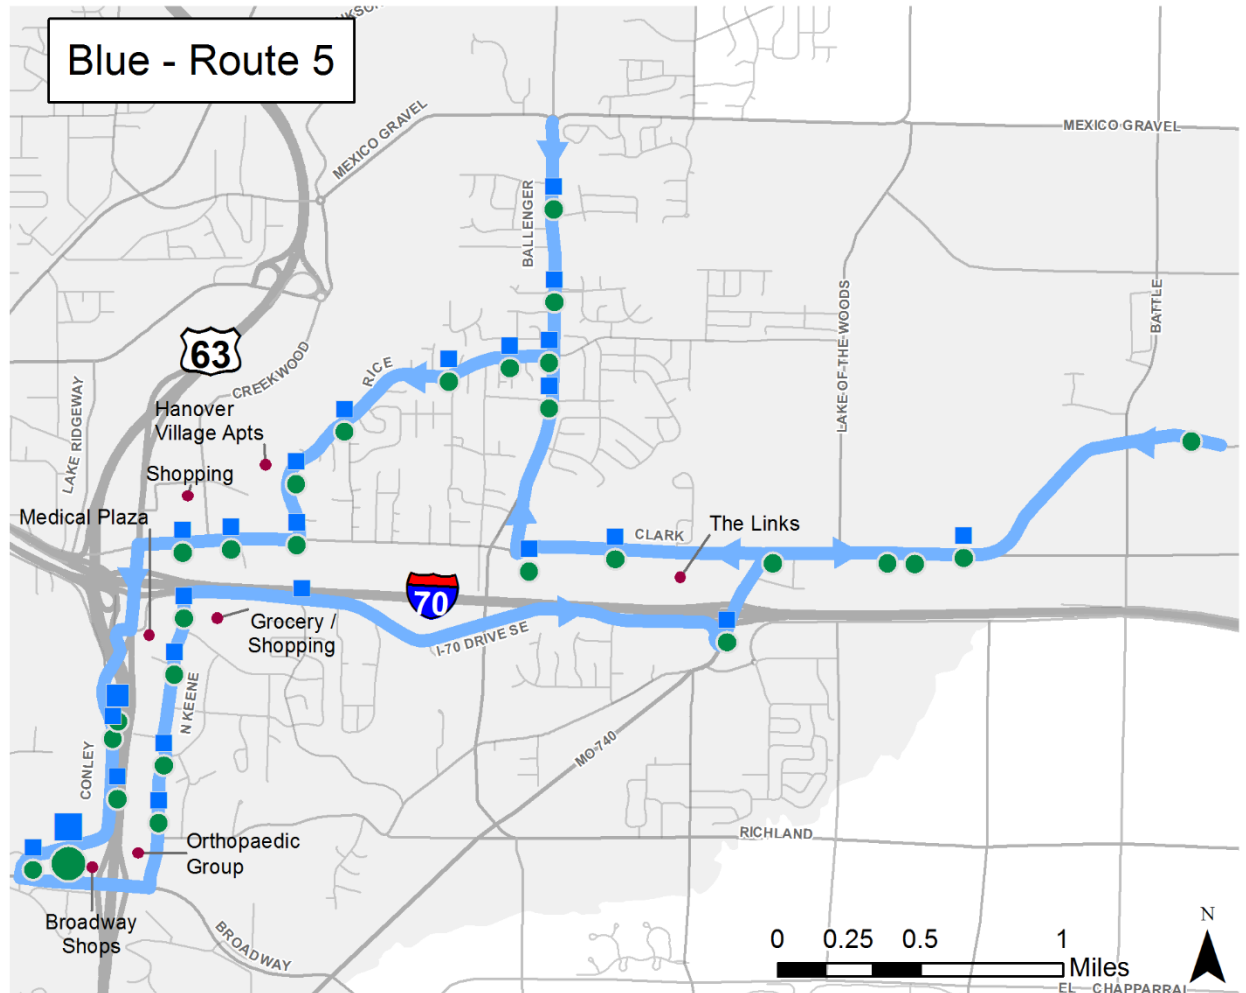 Blue - Route 5
MEXICO GRAVEL
MEXICO GRAVEL
BALLENGER
LAKE-OF-THE-WOODS
BATTLE
63
CREEKWOOD
RICE
LAKE RIDGEWAY
Hanover
Village Apts
Shopping
Medical Plaza
CLARK
The Links
70
Grocery /
Shopping
I-70 DRIVE SE
N KEENE
CONLEY
MO 740
RICHLAND
Orthopaedic
Group
Broadway
Shops
BROADWAY
N
0 0.25 0.5 1
Miles